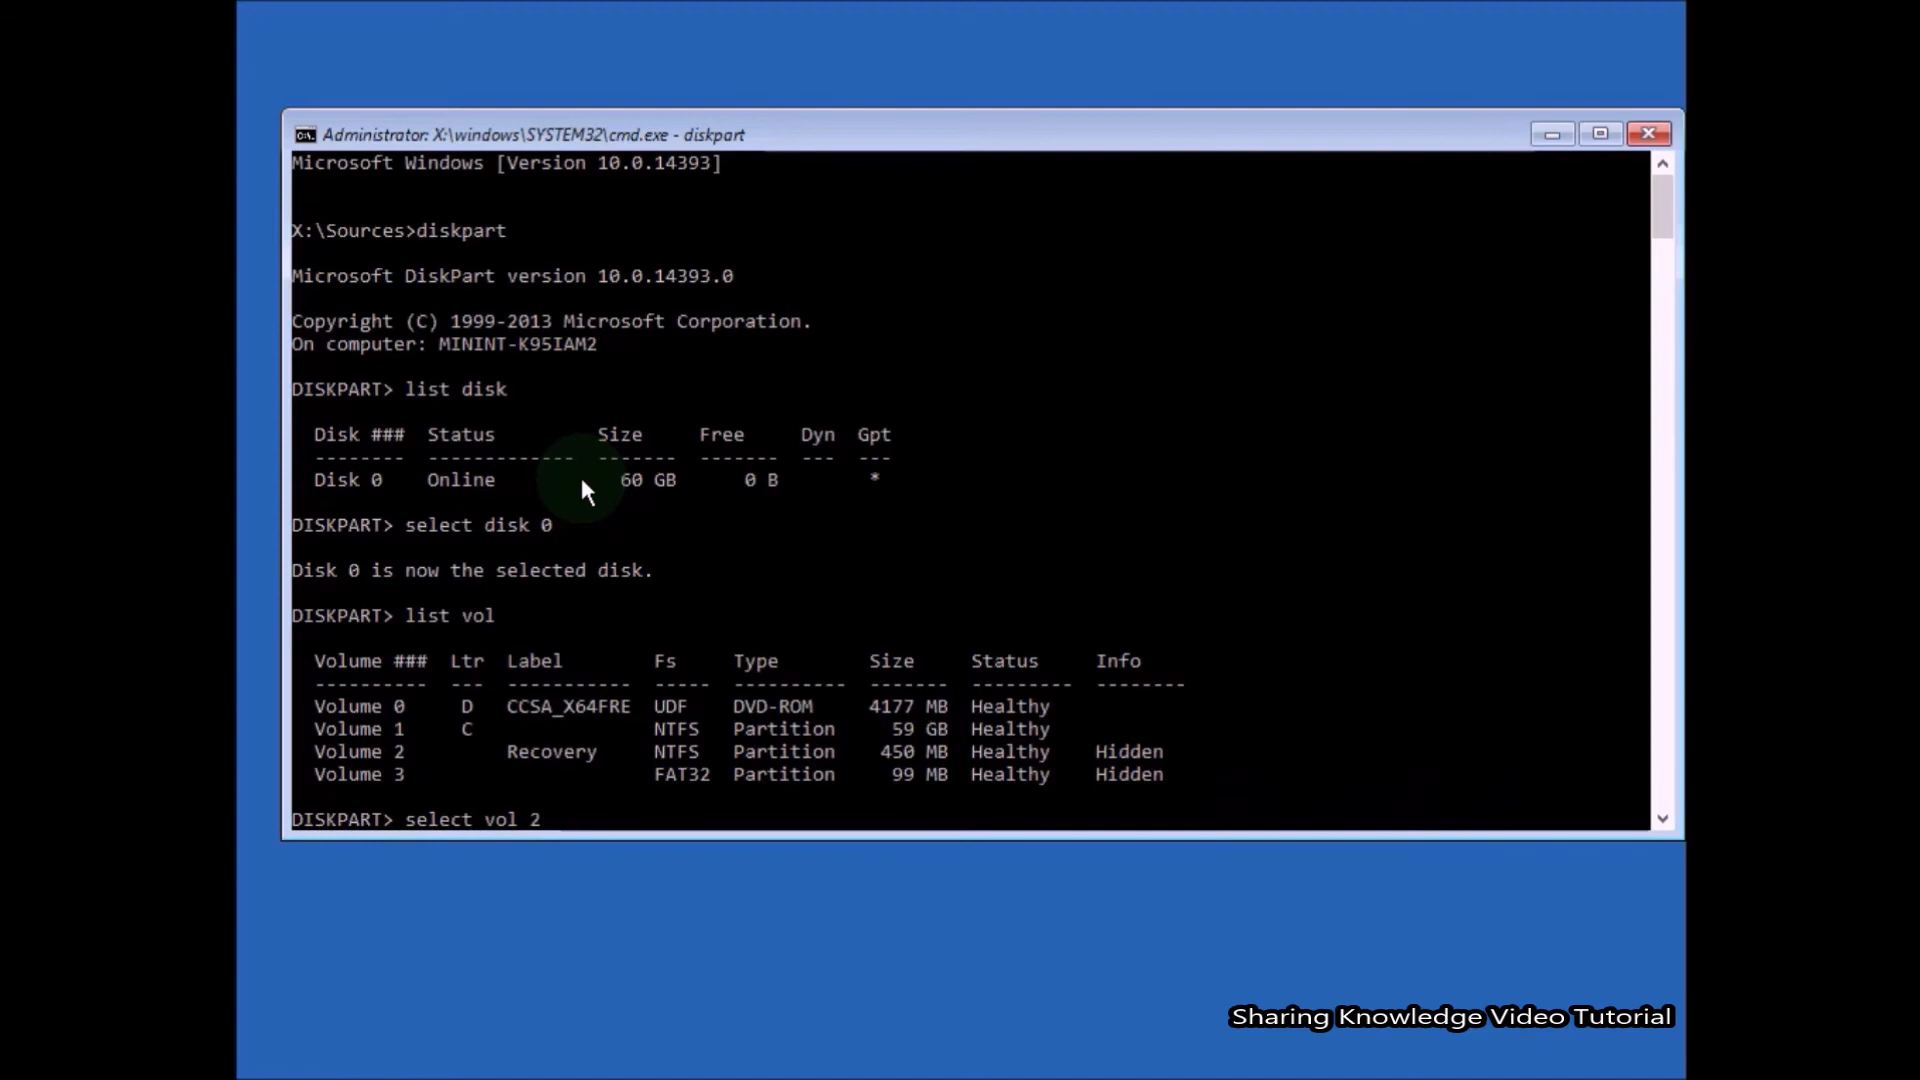 Administrator: X:\windows\SYSTEM32\cmd.exe - diskpart
Microsoft Windows [Version 10.0.14393]
X:\Sources>diskpart
Microsoft DiskPart version 10.0.14393.0
Copyright (C) 1999-2013 Microsoft Corporation.
On computer: MININT-K95IAM2
DISKPART> list disk
Disk ### Status Size Free Dyn Gpt
-------- ------------- ------- ------- --- ---
Disk 0 Online 60 GB 0 B *
DISKPART> select disk 0
Disk 0 is now the selected disk.
DISKPART> list vol
Volume ### Ltr Label Fs Type Size Status Info
---------- --- ----------- ----- ---------- ------- --------- --------
Volume 0 D CCSA_X64FRE UDF DVD-ROM 4177 MB Healthy
Volume 1 C NTFS Partition 59 GB Healthy
Volume 2 Recovery NTFS Partition 450 MB Healthy Hidden
Volume 3 FAT32 Partition 99 MB Healthy Hidden
DISKPART> select vol 2
Sharing Knowledge Video Tutorial